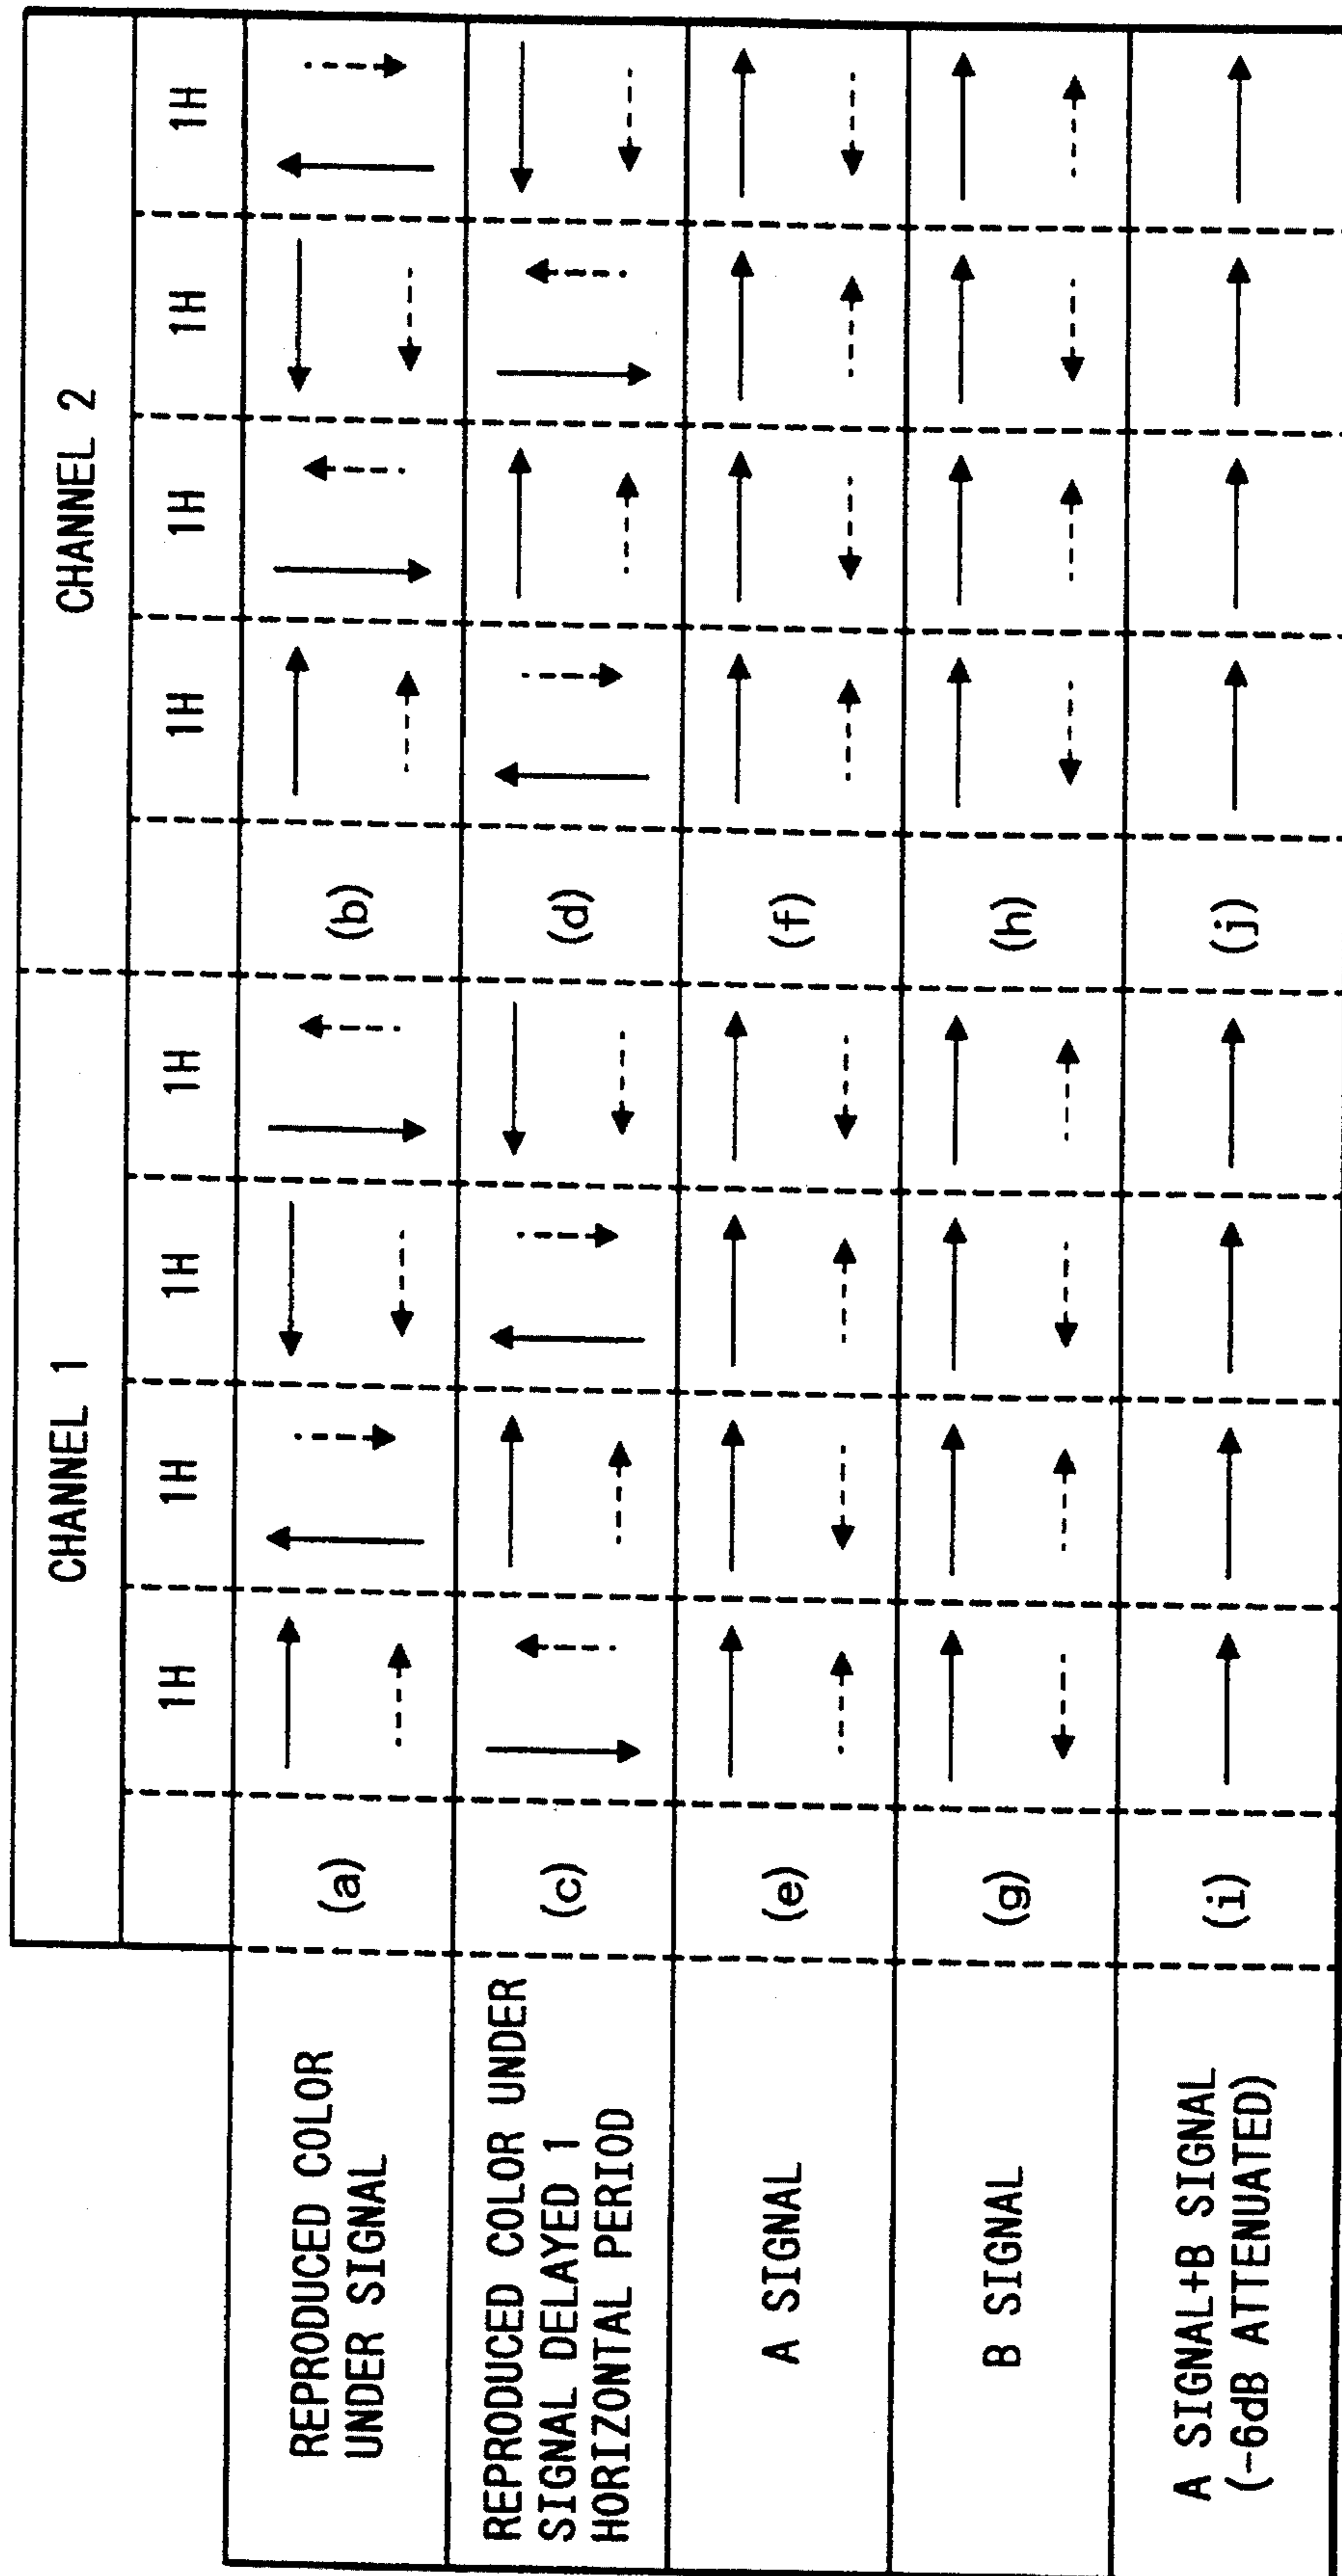 CHANNEL 1
CHANNEL 2
1H
1H
1H
1H
1H
1H
1H
1H
REPRODUCED COLOR
UNDER SIGNAL
(a)
(b)
REPRODUCED COLOR UNDER
SIGNAL DELAYED 1
HORIZONTAL PERIOD
(c)
(d)
A SIGNAL
(e)
(f)
B SIGNAL
(g)
(h)
A SIGNAL+B SIGNAL
(-6dB ATTENUATED)
(i)
(j)